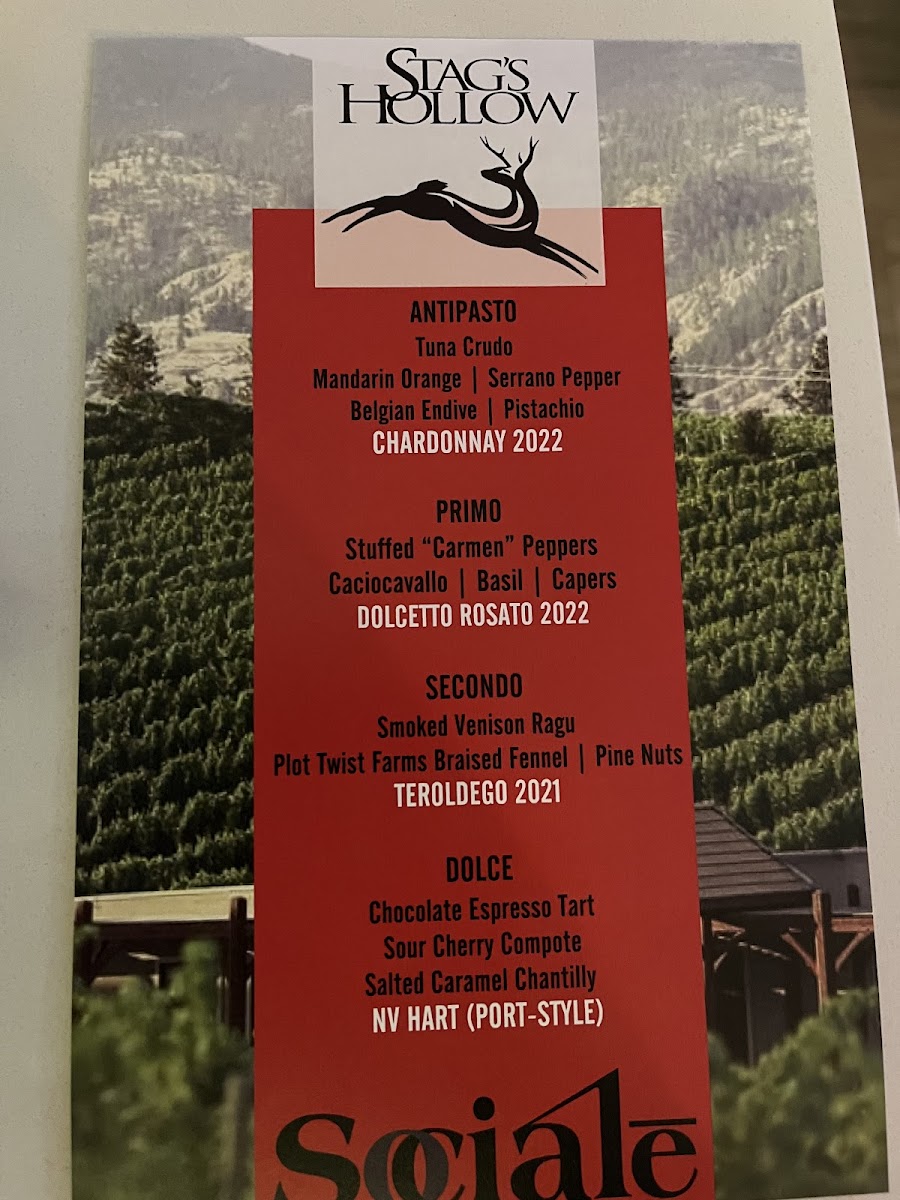 STAG'S
HOLLOW
ANTIPASTO
Tuna Crudo
Mandarin Orange | Serrano Pepper
Belgian Endive | Pistachio
CHARDONNAY 2022
PRIMO
Stuffed “Carmen” Peppers
Caciocavallo | Basil | Capers
DOLCETTO ROSATO 2022
SECONDO
Smoked Venison Ragu
Plot Twist Farms Braised Fennel | Pine Nuts
TEROLDEGO 2021
DOLCE
Chocolate Espresso Tart
Sour Cherry Compote
Salted Caramel Chantilly
NV HART (PORT-STYLE)
Socialē